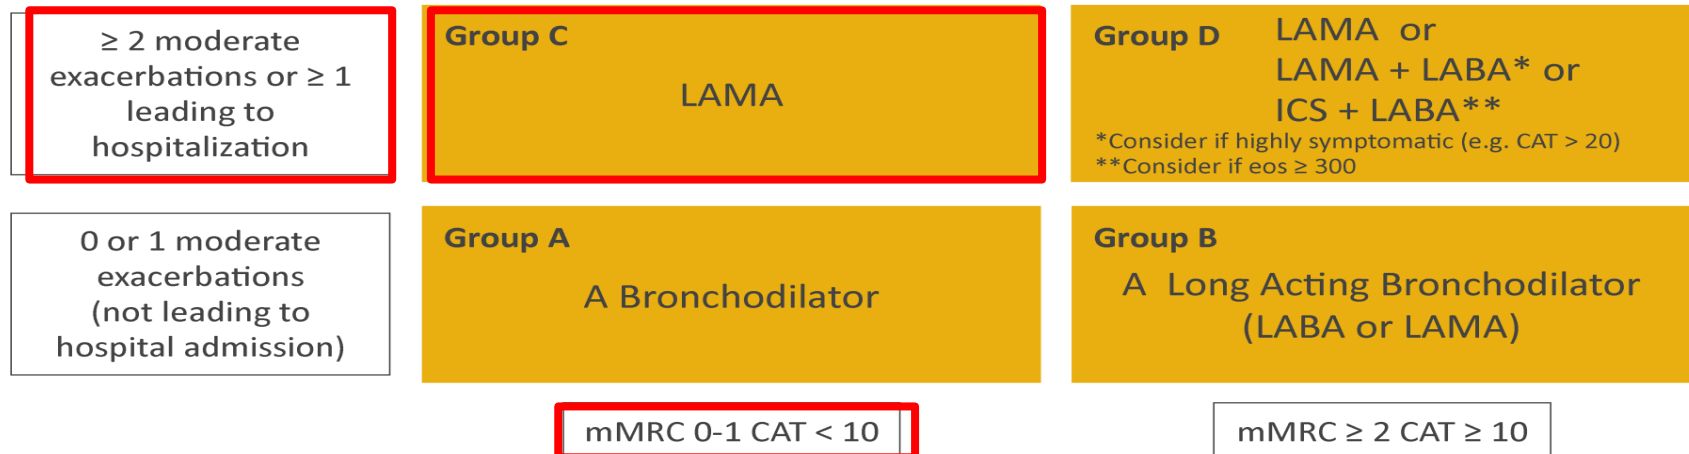 ≥ 2 moderate
exacerbations or ≥ 1
leading to
hospitalization
Group C
LAMA
Group D
LAMA or
LAMA + LABA* or
ICS + LABA**
*Consider if highly symptomatic (e.g. CAT > 20)
**Consider if eos ≥ 300
0 or 1 moderate
exacerbations
(not leading to
hospital admission)
Group A
A Bronchodilator
Group B
A Long Acting Bronchodilator
(LABA or LAMA)
mMRC 0-1 CAT < 10
mMRC ≥ 2 CAT ≥ 10